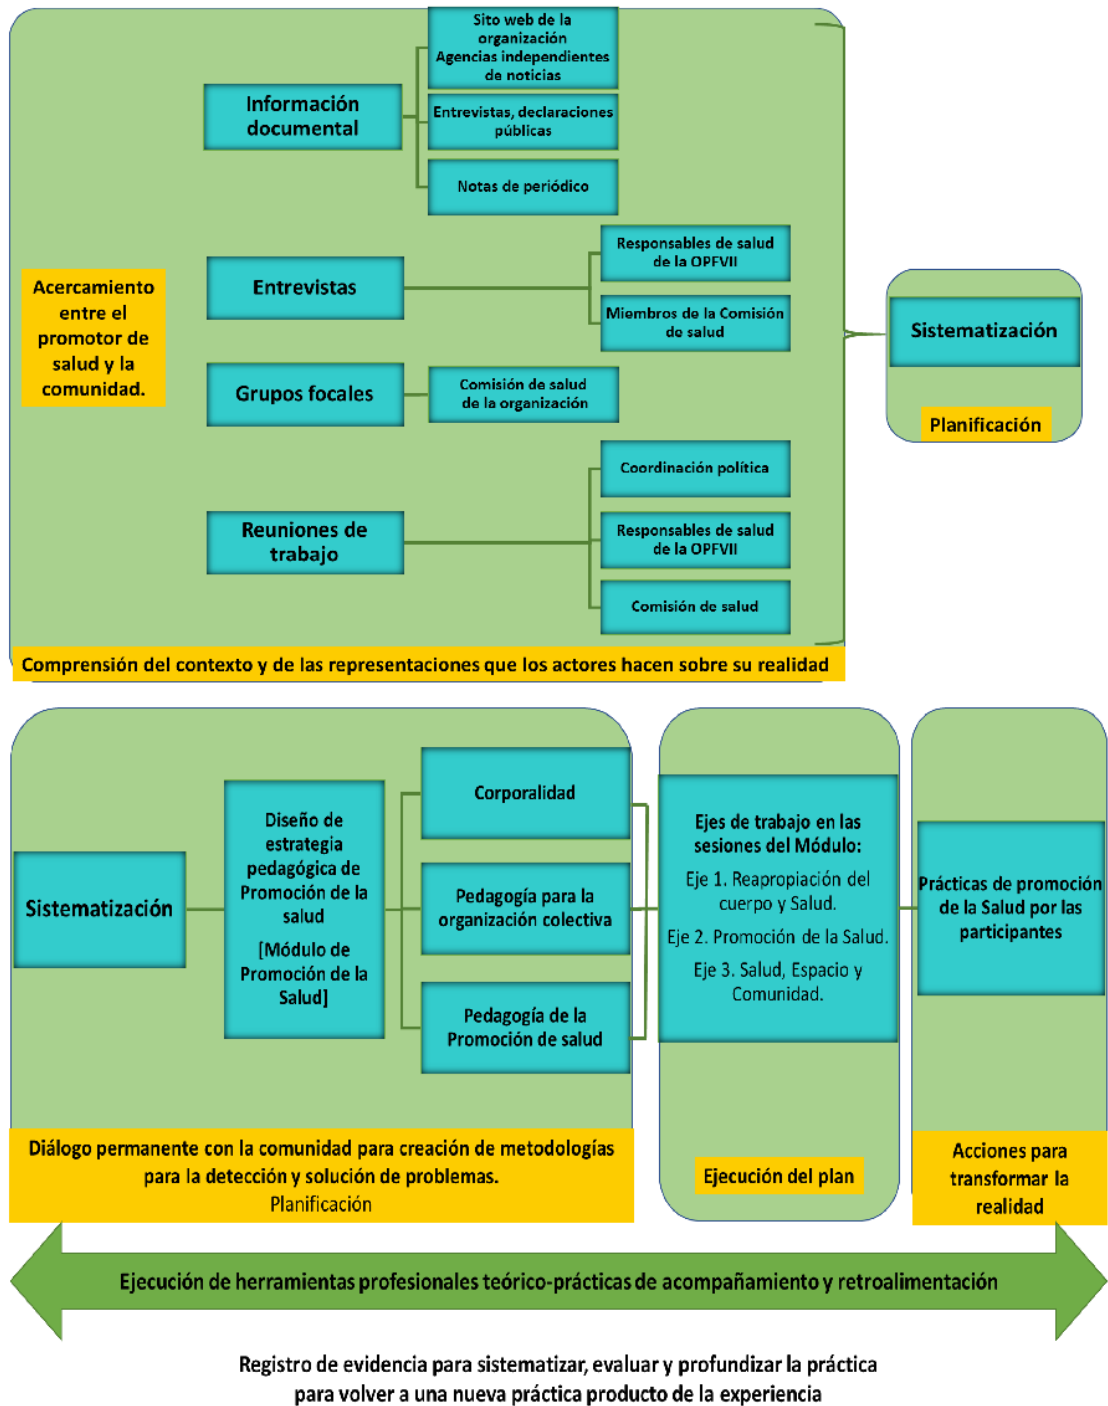 Sito web de la
organización
Agencias independientes
de noticias
Información
documental
Entrevistas, declaraciones
públicas
Notas de periódico
Responsables de salud
de la OPFVII
Acercamiento
entre el
promotor de
salud y la
comunidad.
Entrevistas
Miembros de la Comisión
de salud
Sistematización
Planificación
Grupos focales
Comisión de salud
de la organización
Coordinación política
Reuniones de
trabajo
Responsables de salud
de la OPFVII
Comisión de salud
Comprensión del contexto y de las representaciones que los actores hacen sobre su realidad
Sistematización
Diseño de
estrategia
pedagógica de
Promoción de la
salud
[Módulo de
Promoción de la
Salud]
Corporalidad
Pedagogía para la
organización colectiva
Pedagogía de la
Promoción de salud
Ejes de trabajo en las
sesiones del Módulo:
Eje 1. Reapropiación del
cuerpo y Salud.
Eje 2. Promoción de la Salud.
Eje 3. Salud, Espacio y
Comunidad.
Prácticas de promoción
de la Salud por las
participantes
Diálogo permanente con la comunidad para creación de metodologías
para la detección y solución de problemas.
Planificación
Ejecución del plan
Acciones para
transformar la
realidad
Ejecución de herramientas profesionales teórico-prácticas de acompañamiento y retroalimentación
Registro de evidencia para sistematizar, evaluar y profundizar la práctica
para volver a una nueva práctica producto de la experiencia